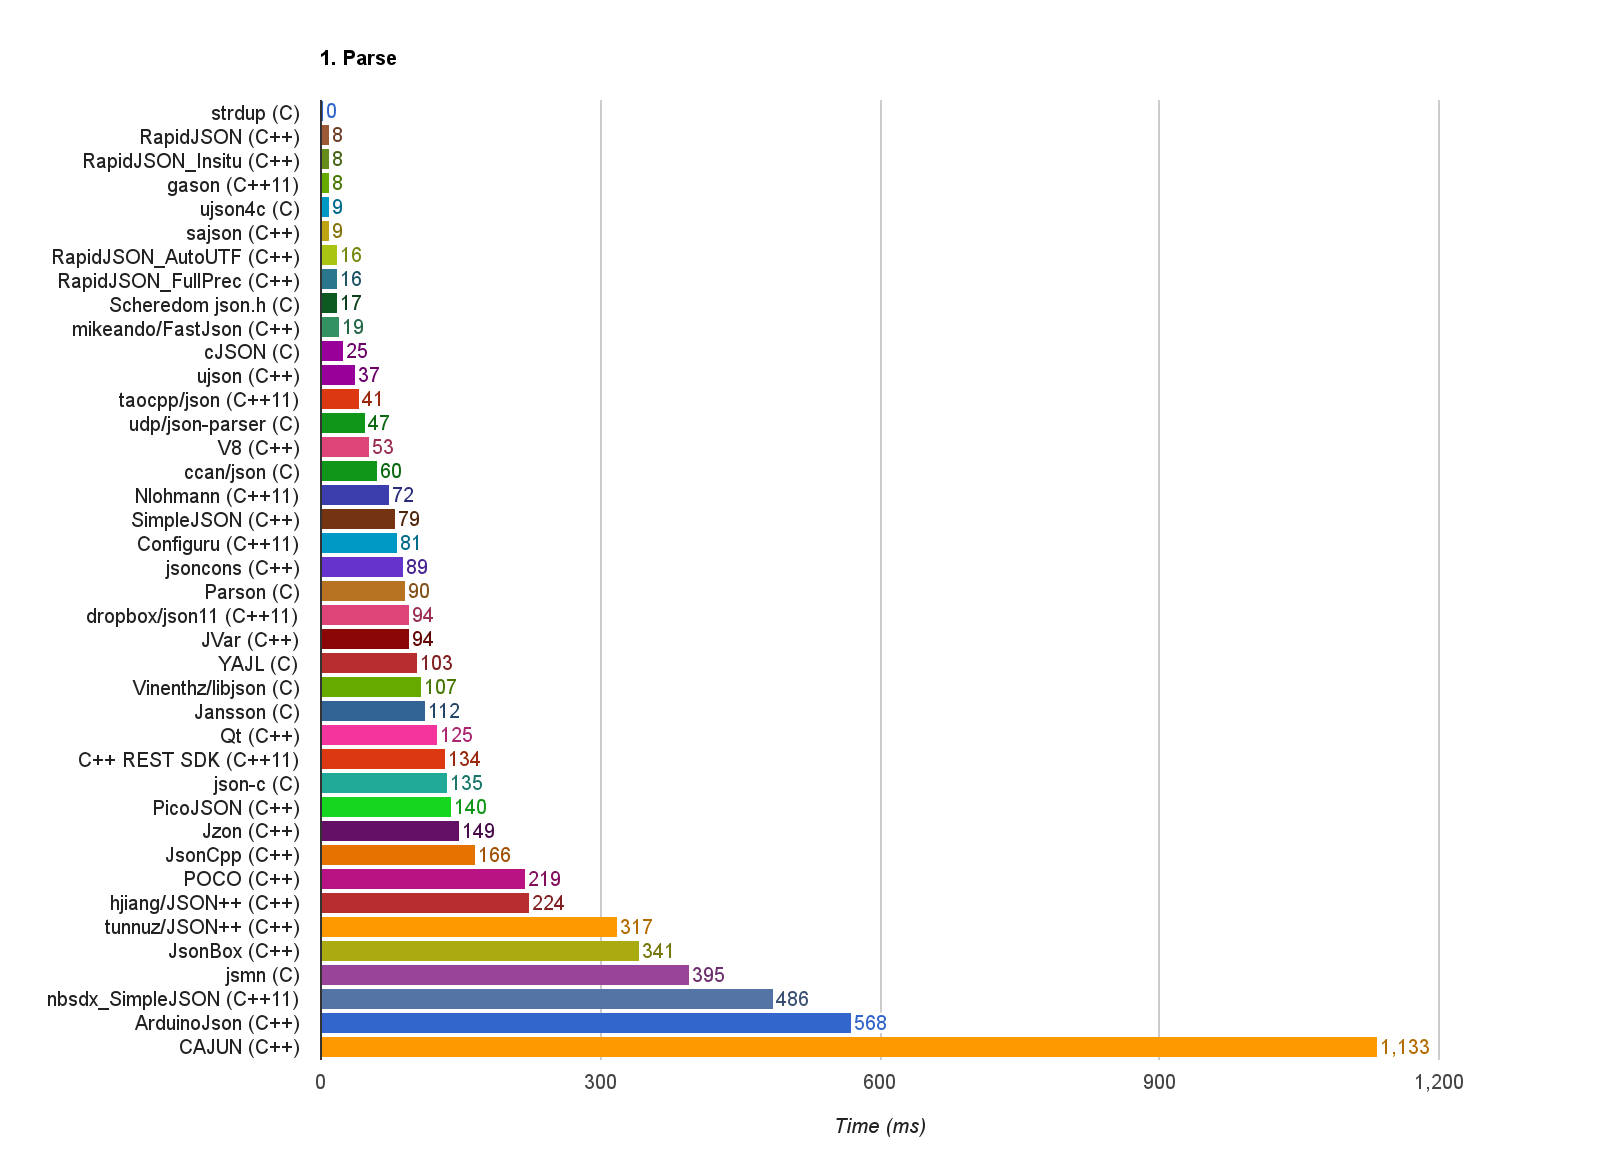 1. Parse
strdup (C) 0
RapidJSON (C++) 8
RapidJSON_Insitu (C++) 8
gason (C++11) 8
ujson4c (C) 9
sajson (C++) 9
RapidJSON_AutoUTF (C++) 16
RapidJSON_FullPrec (C++) 16
Scheredom json.h (C) 17
mikeando/FastJson (C++) 19
cJSON (C) 25
ujson (C++) 37
taocpp/json (C++11) 41
udp/json-parser (C) 47
V8 (C++) 53
ccan/json (C) 60
Nlohmann (C++11) 72
SimpleJSON (C++) 79
Configuru (C++11) 81
jsoncons (C++) 89
Parson (C) 90
dropbox/json11 (C++11) 94
JVar (C++) 94
YAJL (C) 103
Vinenthz/libjson (C) 107
Jansson (C) 112
Qt (C++) 125
C++ REST SDK (C++11) 134
json-c (C) 135
PicoJSON (C++) 140
Jzon (C++) 149
JsonCpp (C++) 166
POCO (C++) 219
hjiang/JSON++ (C++) 224
tunnuz/JSON++ (C++) 317
JsonBox (C++) 341
jsmn (C) 395
nbsdx_SimpleJSON (C++11) 486
ArduinoJson (C++) 568
CAJUN (C++) 1,133
0 300 600 900 1,200
Time (ms)